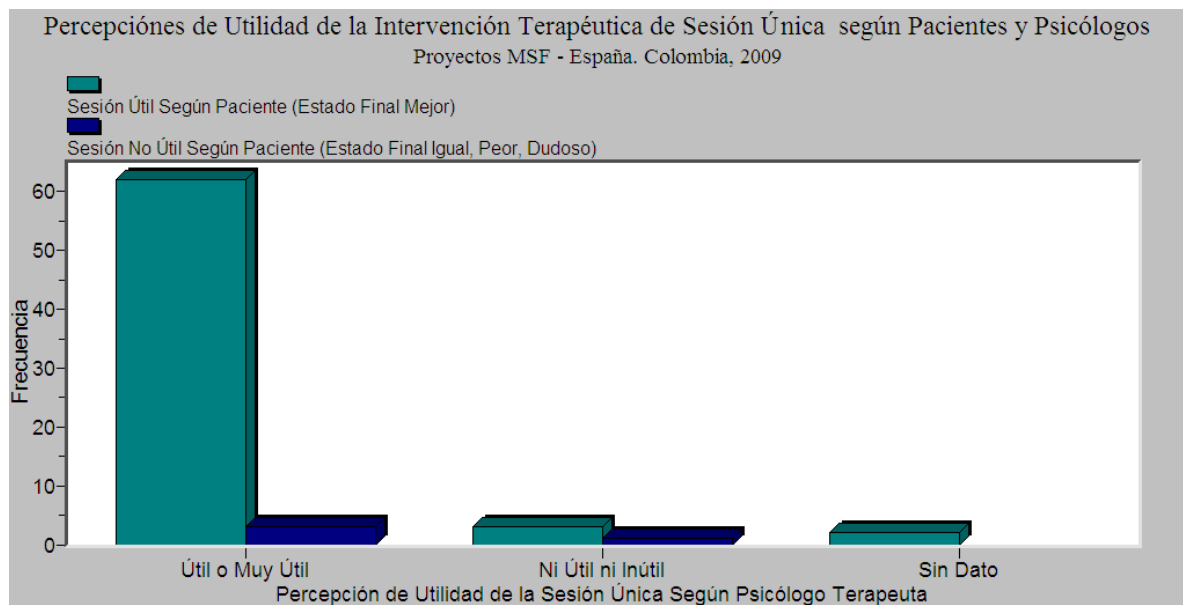 Percepciónes de Utilidad de la Intervención Terapéutica de Sesión Única según Pacientes y Psicólogos
Proyectos MSF - España. Colombia, 2009
Sesión Útil Según Paciente (Estado Final Mejor)
Sesión No Útil Según Paciente (Estado Final Igual, Peor, Dudoso)
Frecuencia
60
50
40
30
20
10
0
Útil o Muy Útil
Ni Útil ni Inútil
Sin Dato
Percepción de Utilidad de la Sesión Única Según Psicólogo Terapeuta